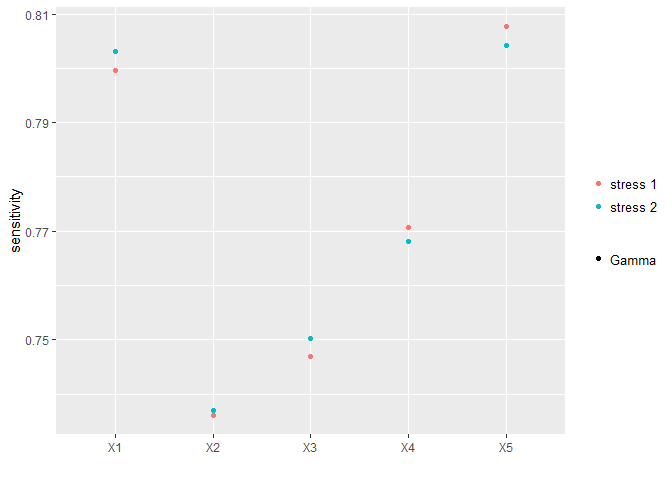 0.81
0.79
0.77
0.75
sensitivity
X1 X2 X3 X4 X5
stress 1
stress 2
Gamma